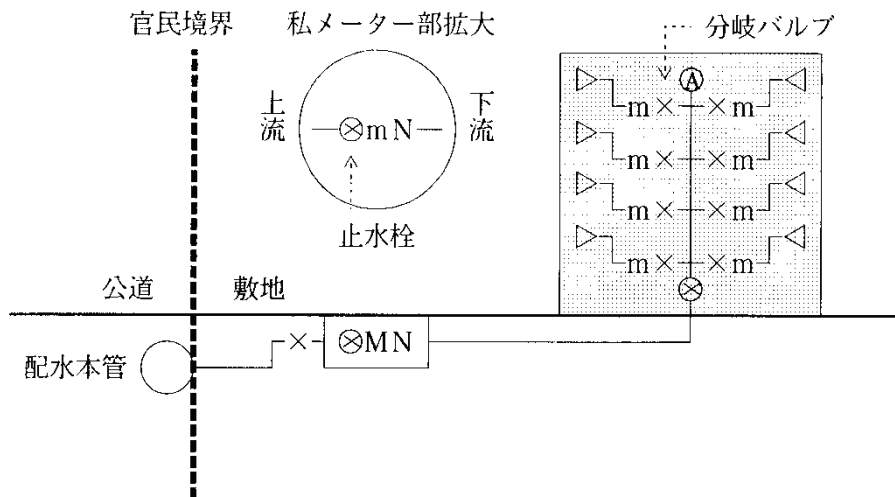 官民境界
私メーター部拡大
分岐バルブ
上流
⊗mN
下流
止水栓
A
m × × m
m × × m
m × × m
m × × m
公道
敷地
配水本管
× ⊗MN